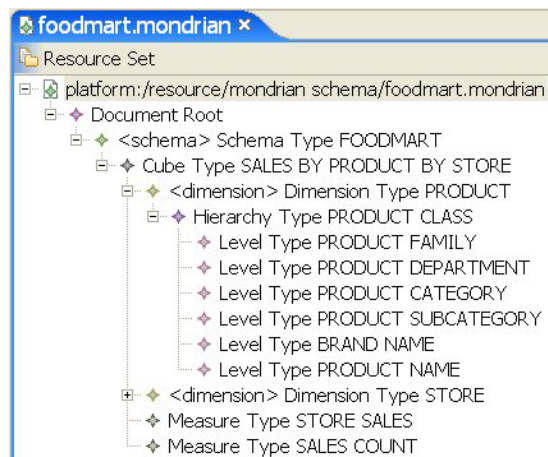 foodmart.mondrian
Resource Set
platform:/resource/mondrian schema/foodmart.mondrian
Document Root
<schema> Schema Type FOODMART
Cube Type SALES BY PRODUCT BY STORE
<dimension> Dimension Type PRODUCT
Hierarchy Type PRODUCT CLASS
Level Type PRODUCT FAMILY
Level Type PRODUCT DEPARTMENT
Level Type PRODUCT CATEGORY
Level Type PRODUCT SUBCATEGORY
Level Type BRAND NAME
Level Type PRODUCT NAME
<dimension> Dimension Type STORE
Measure Type STORE SALES
Measure Type SALES COUNT